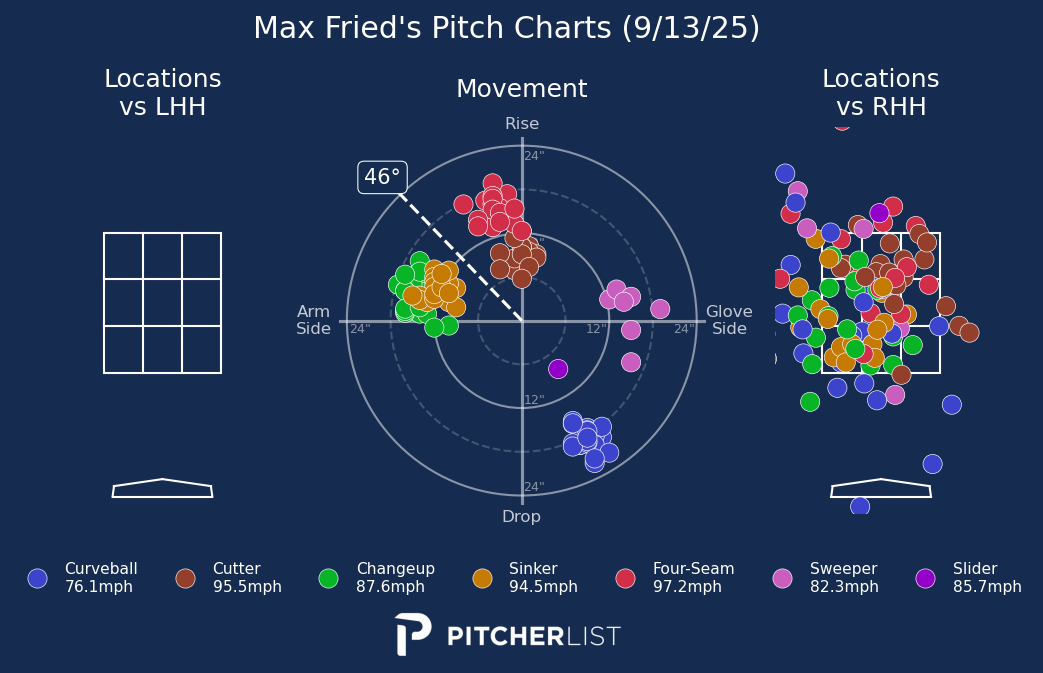 Max Fried's Pitch Charts (9/13/25)
Locations
vs LHH
Movement
Locations
vs RHH
Rise
24"
46°
"
Arm
Side
24"
12"
24"
Glove
Side
12"
24"
Drop
Curveball
76.1mph
Cutter
95.5mph
Changeup
87.6mph
Sinker
94.5mph
Four-Seam
97.2mph
Sweeper
82.3mph
Slider
85.7mph
PITCHERLIST